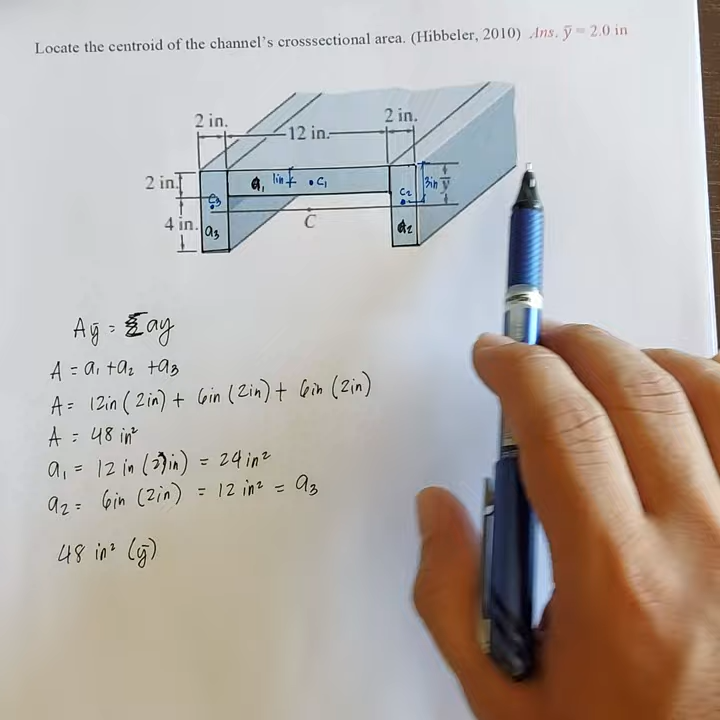 Locate the centroid of the channel's crosssectional area. (Hibbeler, 2010) Ans. ȳ = 2.0 in
2 in.
2 in.
12 in.
2 in.
a₁ 1in • C₁
C₂
3in ȳ
C₃
4 in.
a₃
C
a₂
Aȳ = Σay
A = a₁ + a₂ + a₃
A = 12in (2in) + 6in (2in) + 6in (2in)
A = 48 in²
a₁ = 12 in (2in) = 24 in²
a₂ = 6in (2in) = 12 in² = a₃
48 in² (ȳ)